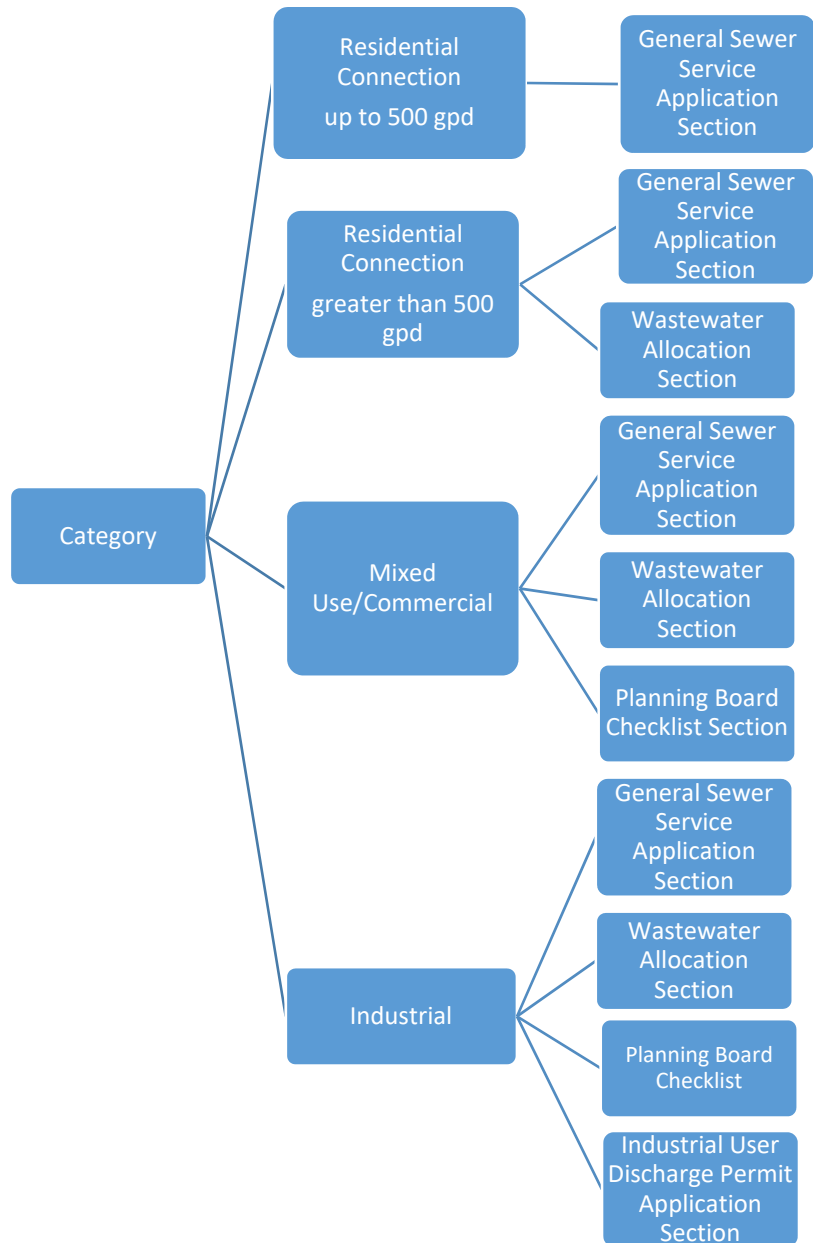 Category
Residential
Connection
up to 500 gpd
General Sewer
Service
Application
Section
Residential
Connection
greater than 500
gpd
General Sewer
Service
Application
Section
Wastewater
Allocation
Section
Mixed
Use/Commercial
General Sewer
Service
Application
Section
Wastewater
Allocation
Section
Planning Board
Checklist Section
Industrial
General Sewer
Service
Application
Section
Wastewater
Allocation
Section
Planning Board
Checklist
Industrial User
Discharge Permit
Application
Section